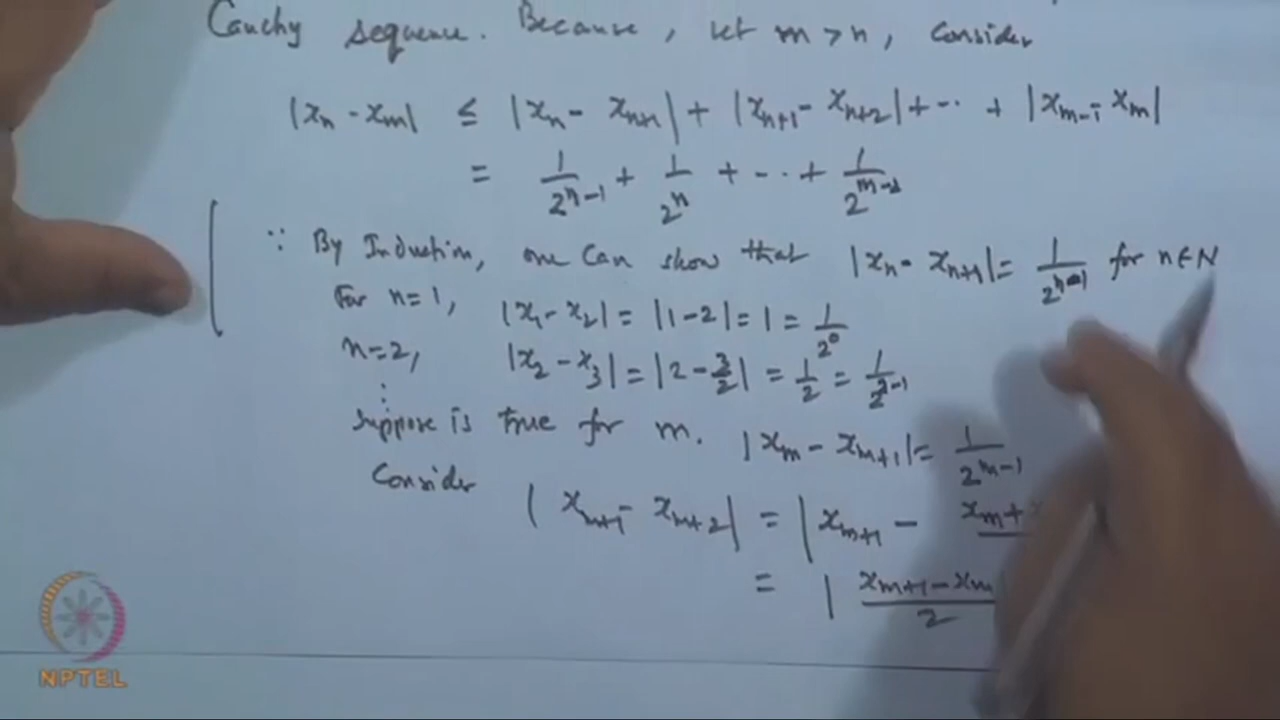 Cauchy sequence. Because, let m > n, Consider
|xₙ - xₘ| ≤ |xₙ - xₙ₊₁| + |xₙ₊₁ - xₙ₊₂| + ... + |xₘ₋₁ - xₘ|
= 1/2^(n-1) + 1/2^n + ... + 1/2^(m-2)
∵ By Induction, one can show that |xₙ - xₙ₊₁| = 1/2^(n-1) for n ∈ N
For n=1, |x₁ - x₂| = |1-2| = 1 = 1/2^0
n=2, |x₂ - x₃| = |2 - 3/2| = 1/2 = 1/2^(2-1)
⋮
Suppose is true for m. |xₘ - xₘ₊₁| = 1/2^(m-1)
Consider |xₘ₊₁ - xₘ₊₂| = |xₘ₊₁ - xₘ +
= | (xₘ₊₁ - xₘ)/2
NPTEL